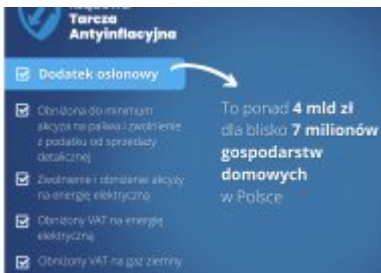 Rządowa
Tarcza
Antyinflacyjna
Dodatek osłonowy
Obniżona do minimum
akcyza na paliwa i zwolnienie
z podatku od sprzedaży
detalicznej
Zwolnienie i obniżenie akcyzy
na energię elektryczną
Obniżony VAT na energię
elektryczną
Obniżony VAT na gaz ziemny
To ponad 4 mld zł
dla blisko 7 milionów
gospodarstw
domowych
w Polsce